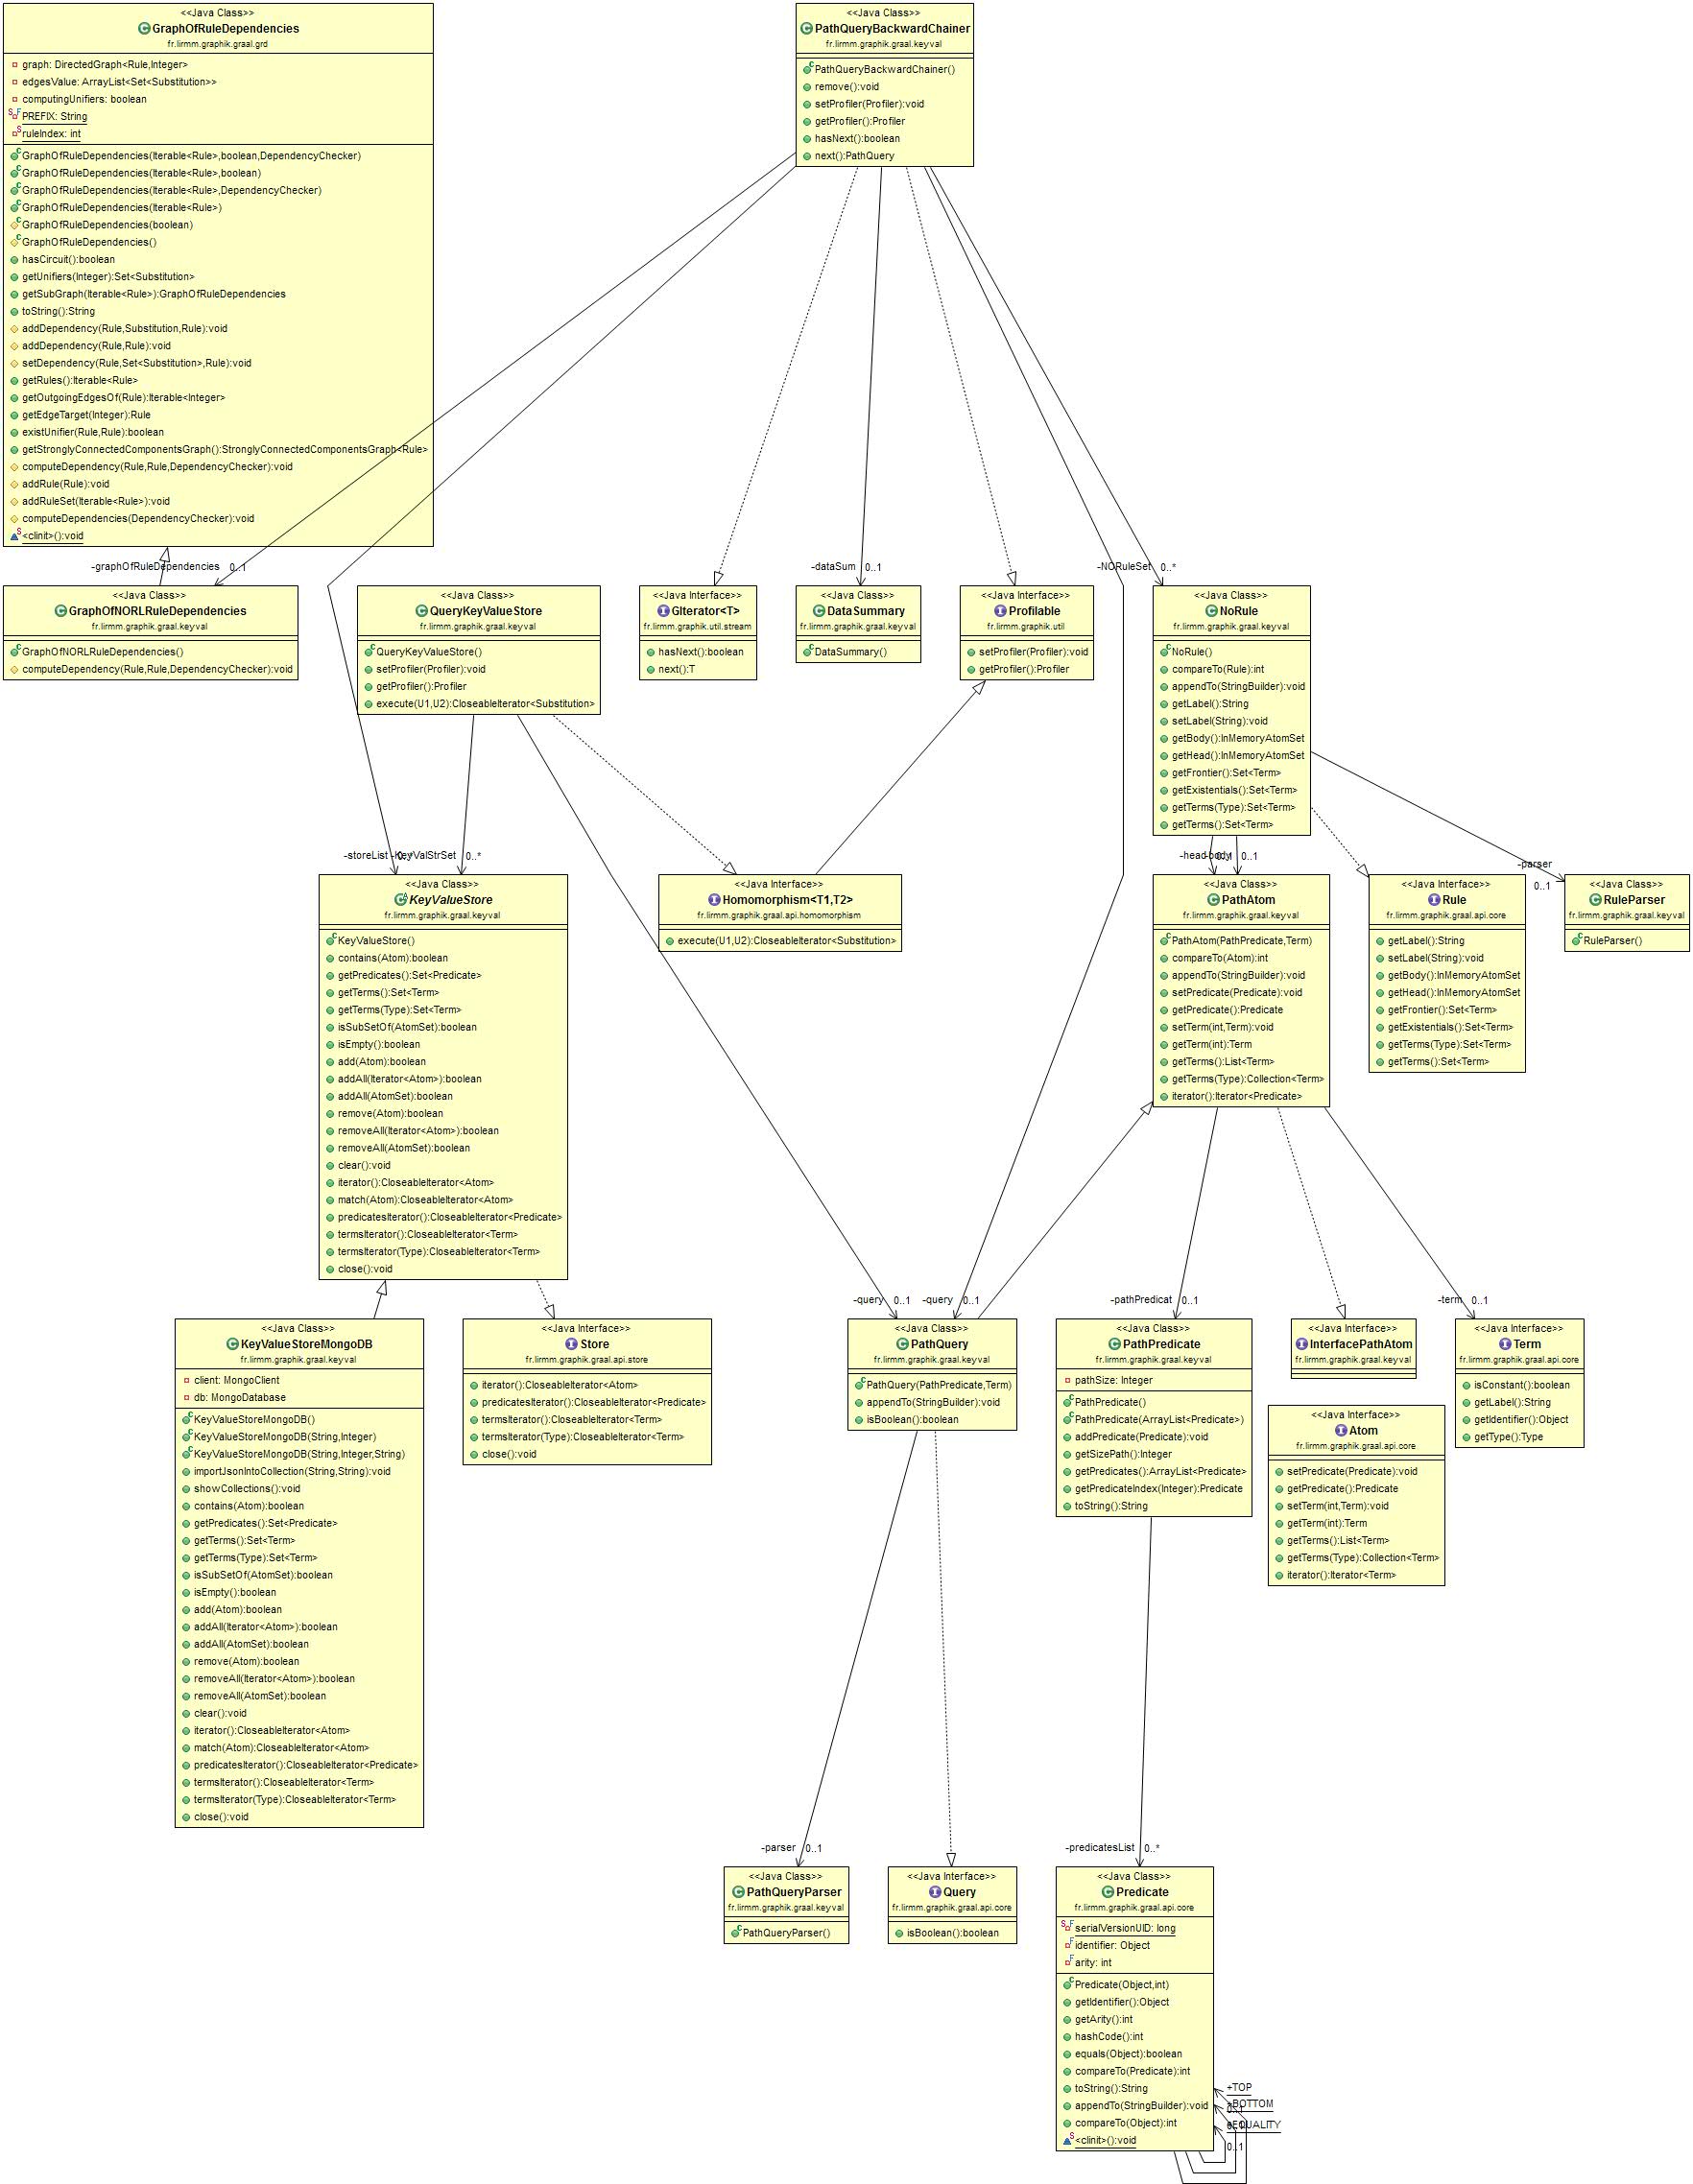 <<Java Class>>
GraphOfRuleDependencies
fr.lirmm.graphik.graal.grd
graph: DirectedGraph<Rule,Integer>
edgesValue: ArrayList<Set<Substitution>>
computingUnifiers: boolean
PREFIX: String
ruleIndex: int
GraphOfRuleDependencies(Iterable<Rule>,boolean,DependencyChecker)
GraphOfRuleDependencies(Iterable<Rule>,boolean)
GraphOfRuleDependencies(Iterable<Rule>,DependencyChecker)
GraphOfRuleDependencies(Iterable<Rule>)
GraphOfRuleDependencies(boolean)
GraphOfRuleDependencies()
hasCircuit():boolean
getUnifiers(Integer):Set<Substitution>
getSubGraph(Iterable<Rule>):GraphOfRuleDependencies
toString():String
addDependency(Rule,Substitution,Rule):void
addDependency(Rule,Rule):void
setDependency(Rule,Set<Substitution>,Rule):void
getRules():Iterable<Rule>
getOutgoingEdgesOf(Rule):Iterable<Integer>
getEdgeTarget(Integer):Rule
existUnifier(Rule,Rule):boolean
getStronglyConnectedComponentsGraph():StronglyConnectedComponentsGraph<Rule>
computeDependency(Rule,Rule,DependencyChecker):void
addRule(Rule):void
addRuleSet(Iterable<Rule>):void
computeDependencies(DependencyChecker):void
<clinit>():void
<<Java Class>>
PathQueryBackwardChainer
fr.lirmm.graphik.graal.keyval
PathQueryBackwardChainer()
remove():void
setProfiler(Profiler):void
getProfiler():Profiler
hasNext():boolean
next():PathQuery
-graphOfRuleDependencies 0..1
-dataSum 0..1
-NORuleSet 0..*
<<Java Class>>
GraphOfNORLRuleDependencies
fr.lirmm.graphik.graal.keyval
GraphOfNORLRuleDependencies()
computeDependency(Rule,Rule,DependencyChecker):void
<<Java Class>>
QueryKeyValueStore
fr.lirmm.graphik.graal.keyval
QueryKeyValueStore()
setProfiler(Profiler):void
getProfiler():Profiler
execute(U1,U2):CloseableIterator<Substitution>
<<Java Interface>>
GIterator<T>
fr.lirmm.graphik.util.stream
hasNext():boolean
next():T
<<Java Class>>
DataSummary
fr.lirmm.graphik.graal.keyval
DataSummary()
<<Java Interface>>
Profilable
fr.lirmm.graphik.util
setProfiler(Profiler):void
getProfiler():Profiler
<<Java Class>>
NoRule
fr.lirmm.graphik.graal.keyval
NoRule()
compareTo(Rule):int
appendTo(StringBuilder):void
getLabel():String
setLabel(String):void
getBody():InMemoryAtomSet
getHead():InMemoryAtomSet
getFrontier():Set<Term>
getExistentials():Set<Term>
getTerms(Type):Set<Term>
getTerms():Set<Term>
-storeList 0..*
-KeyValStrSet 0..*
-head 0..1
-body 0..1
-parser
0..1
<<Java Class>>
KeyValueStore
fr.lirmm.graphik.graal.keyval
KeyValueStore()
contains(Atom):boolean
getPredicates():Set<Predicate>
getTerms():Set<Term>
getTerms(Type):Set<Term>
isSubSetOf(AtomSet):boolean
isEmpty():boolean
add(Atom):boolean
addAll(Iterator<Atom>):boolean
addAll(AtomSet):boolean
remove(Atom):boolean
removeAll(Iterator<Atom>):boolean
removeAll(AtomSet):boolean
clear():void
iterator():CloseableIterator<Atom>
match(Atom):CloseableIterator<Atom>
predicatesIterator():CloseableIterator<Predicate>
termsIterator():CloseableIterator<Term>
termsIterator(Type):CloseableIterator<Term>
close():void
<<Java Interface>>
Homomorphism<T1,T2>
fr.lirmm.graphik.graal.api.homomorphism
execute(U1,U2):CloseableIterator<Substitution>
<<Java Class>>
PathAtom
fr.lirmm.graphik.graal.keyval
PathAtom(PathPredicate,Term)
compareTo(Atom):int
appendTo(StringBuilder):void
setPredicate(Predicate):void
getPredicate():Predicate
setTerm(int,Term):void
getTerm(int):Term
getTerms():List<Term>
getTerms(Type):Collection<Term>
iterator():Iterator<Predicate>
<<Java Interface>>
Rule
fr.lirmm.graphik.graal.api.core
getLabel():String
setLabel(String):void
getBody():InMemoryAtomSet
getHead():InMemoryAtomSet
getFrontier():Set<Term>
getExistentials():Set<Term>
getTerms(Type):Set<Term>
getTerms():Set<Term>
<<Java Class>>
RuleParser
fr.lirmm.graphik.graal.keyval
RuleParser()
-query 0..1
-query 0..1
-pathPredicat 0..1
-term 0..1
<<Java Class>>
KeyValueStoreMongoDB
fr.lirmm.graphik.graal.keyval
client: MongoClient
db: MongoDatabase
KeyValueStoreMongoDB()
KeyValueStoreMongoDB(String,Integer)
KeyValueStoreMongoDB(String,Integer,String)
importJsonIntoCollection(String,String):void
showCollections():void
contains(Atom):boolean
getPredicates():Set<Predicate>
getTerms():Set<Term>
getTerms(Type):Set<Term>
isSubSetOf(AtomSet):boolean
isEmpty():boolean
add(Atom):boolean
addAll(Iterator<Atom>):boolean
addAll(AtomSet):boolean
remove(Atom):boolean
removeAll(Iterator<Atom>):boolean
removeAll(AtomSet):boolean
clear():void
iterator():CloseableIterator<Atom>
match(Atom):CloseableIterator<Atom>
predicatesIterator():CloseableIterator<Predicate>
termsIterator():CloseableIterator<Term>
termsIterator(Type):CloseableIterator<Term>
close():void
<<Java Interface>>
Store
fr.lirmm.graphik.graal.api.store
iterator():CloseableIterator<Atom>
predicatesIterator():CloseableIterator<Predicate>
termsIterator():CloseableIterator<Term>
termsIterator(Type):CloseableIterator<Term>
close():void
<<Java Class>>
PathQuery
fr.lirmm.graphik.graal.keyval
PathQuery(PathPredicate,Term)
appendTo(StringBuilder):void
isBoolean():boolean
<<Java Class>>
PathPredicate
fr.lirmm.graphik.graal.keyval
pathSize: Integer
PathPredicate()
PathPredicate(ArrayList<Predicate>)
addPredicate(Predicate):void
getSizePath():Integer
getPredicates():ArrayList<Predicate>
getPredicateIndex(Integer):Predicate
toString():String
<<Java Interface>>
InterfacePathAtom
fr.lirmm.graphik.graal.keyval
<<Java Interface>>
Term
fr.lirmm.graphik.graal.api.core
isConstant():boolean
getLabel():String
getIdentifier():Object
getType():Type
<<Java Interface>>
Atom
fr.lirmm.graphik.graal.api.core
setPredicate(Predicate):void
getPredicate():Predicate
setTerm(int,Term):void
getTerm(int):Term
getTerms():List<Term>
getTerms(Type):Collection<Term>
iterator():Iterator<Term>
-parser 0..1
-predicatesList 0..*
<<Java Class>>
PathQueryParser
fr.lirmm.graphik.graal.keyval
PathQueryParser()
<<Java Interface>>
Query
fr.lirmm.graphik.graal.api.core
isBoolean():boolean
<<Java Class>>
Predicate
fr.lirmm.graphik.graal.api.core
serialVersionUID: long
identifier: Object
arity: int
Predicate(Object,int)
getIdentifier():Object
getArity():int
hashCode():int
equals(Object):boolean
compareTo(Predicate):int
toString():String
appendTo(StringBuilder):void
compareTo(Object):int
<clinit>():void
+TOP
+BOTTOM
0..1
+EQUALITY
0..1
0..1